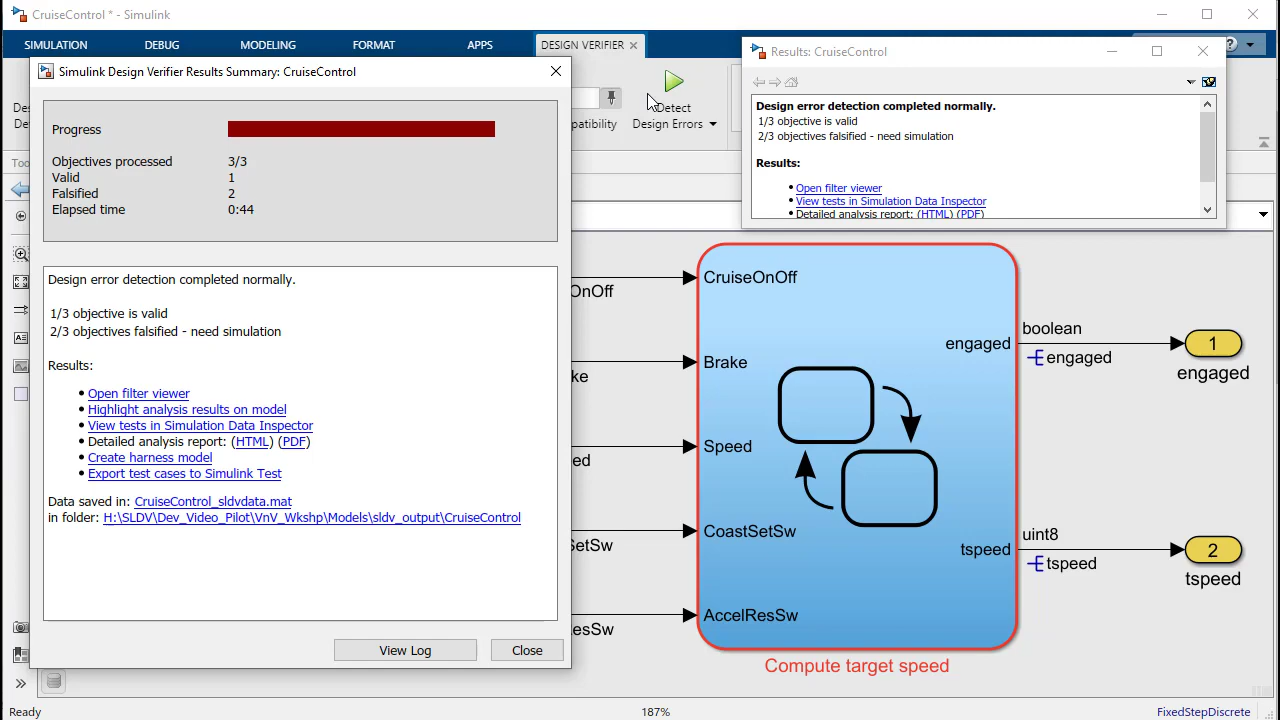 CruiseControl * - Simulink
SIMULATION
DEBUG
MODELING
FORMAT
APPS
DESIGN VERIFIER
Simulink Design Verifier Results Summary: CruiseControl
Progress
Objectives processed 3/3
Valid 1
Falsified 2
Elapsed time 0:44
Design error detection completed normally.
1/3 objective is valid
2/3 objectives falsified - need simulation
Results:
Open filter viewer
Highlight analysis results on model
View tests in Simulation Data Inspector
Detailed analysis report: (HTML) (PDF)
Create harness model
Export test cases to Simulink Test
Data saved in: CruiseControl_sldvdata.mat
in folder: H:\SLDV\Dev_Video_Pilot\VnV_Wkshp\Models\sldv_output\CruiseControl
View Log
Close
Detect
Design Errors
patibility
Results: CruiseControl
Design error detection completed normally.
1/3 objective is valid
2/3 objectives falsified - need simulation
Results:
Open filter viewer
View tests in Simulation Data Inspector
Detailed analysis report: (HTML) (PDF)
OnOff
ke
ed
SetSw
esSw
CruiseOnOff
Brake
Speed
CoastSetSw
AccelResSw
engaged
tspeed
boolean
engaged
1
engaged
uint8
tspeed
2
tspeed
Compute target speed
Ready
187%
FixedStepDiscrete